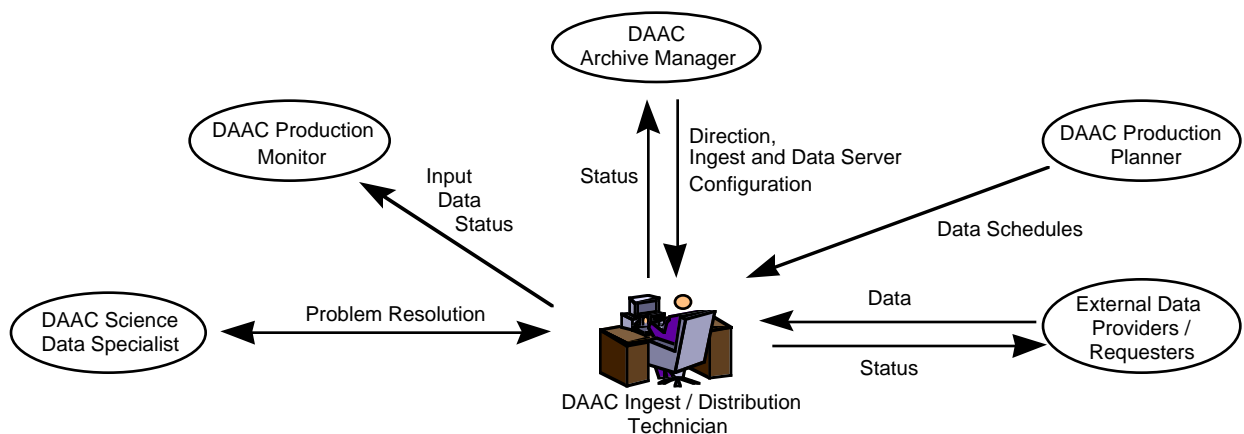 DAAC
Archive Manager
DAAC Production
Monitor
DAAC Production
Planner
Direction,
Ingest and Data Server
Configuration
Status
Input
Data
Status
Data Schedules
Data
Problem Resolution
DAAC Science
Data Specialist
External Data
Providers /
Requesters
Status
DAAC Ingest / Distribution
Technician